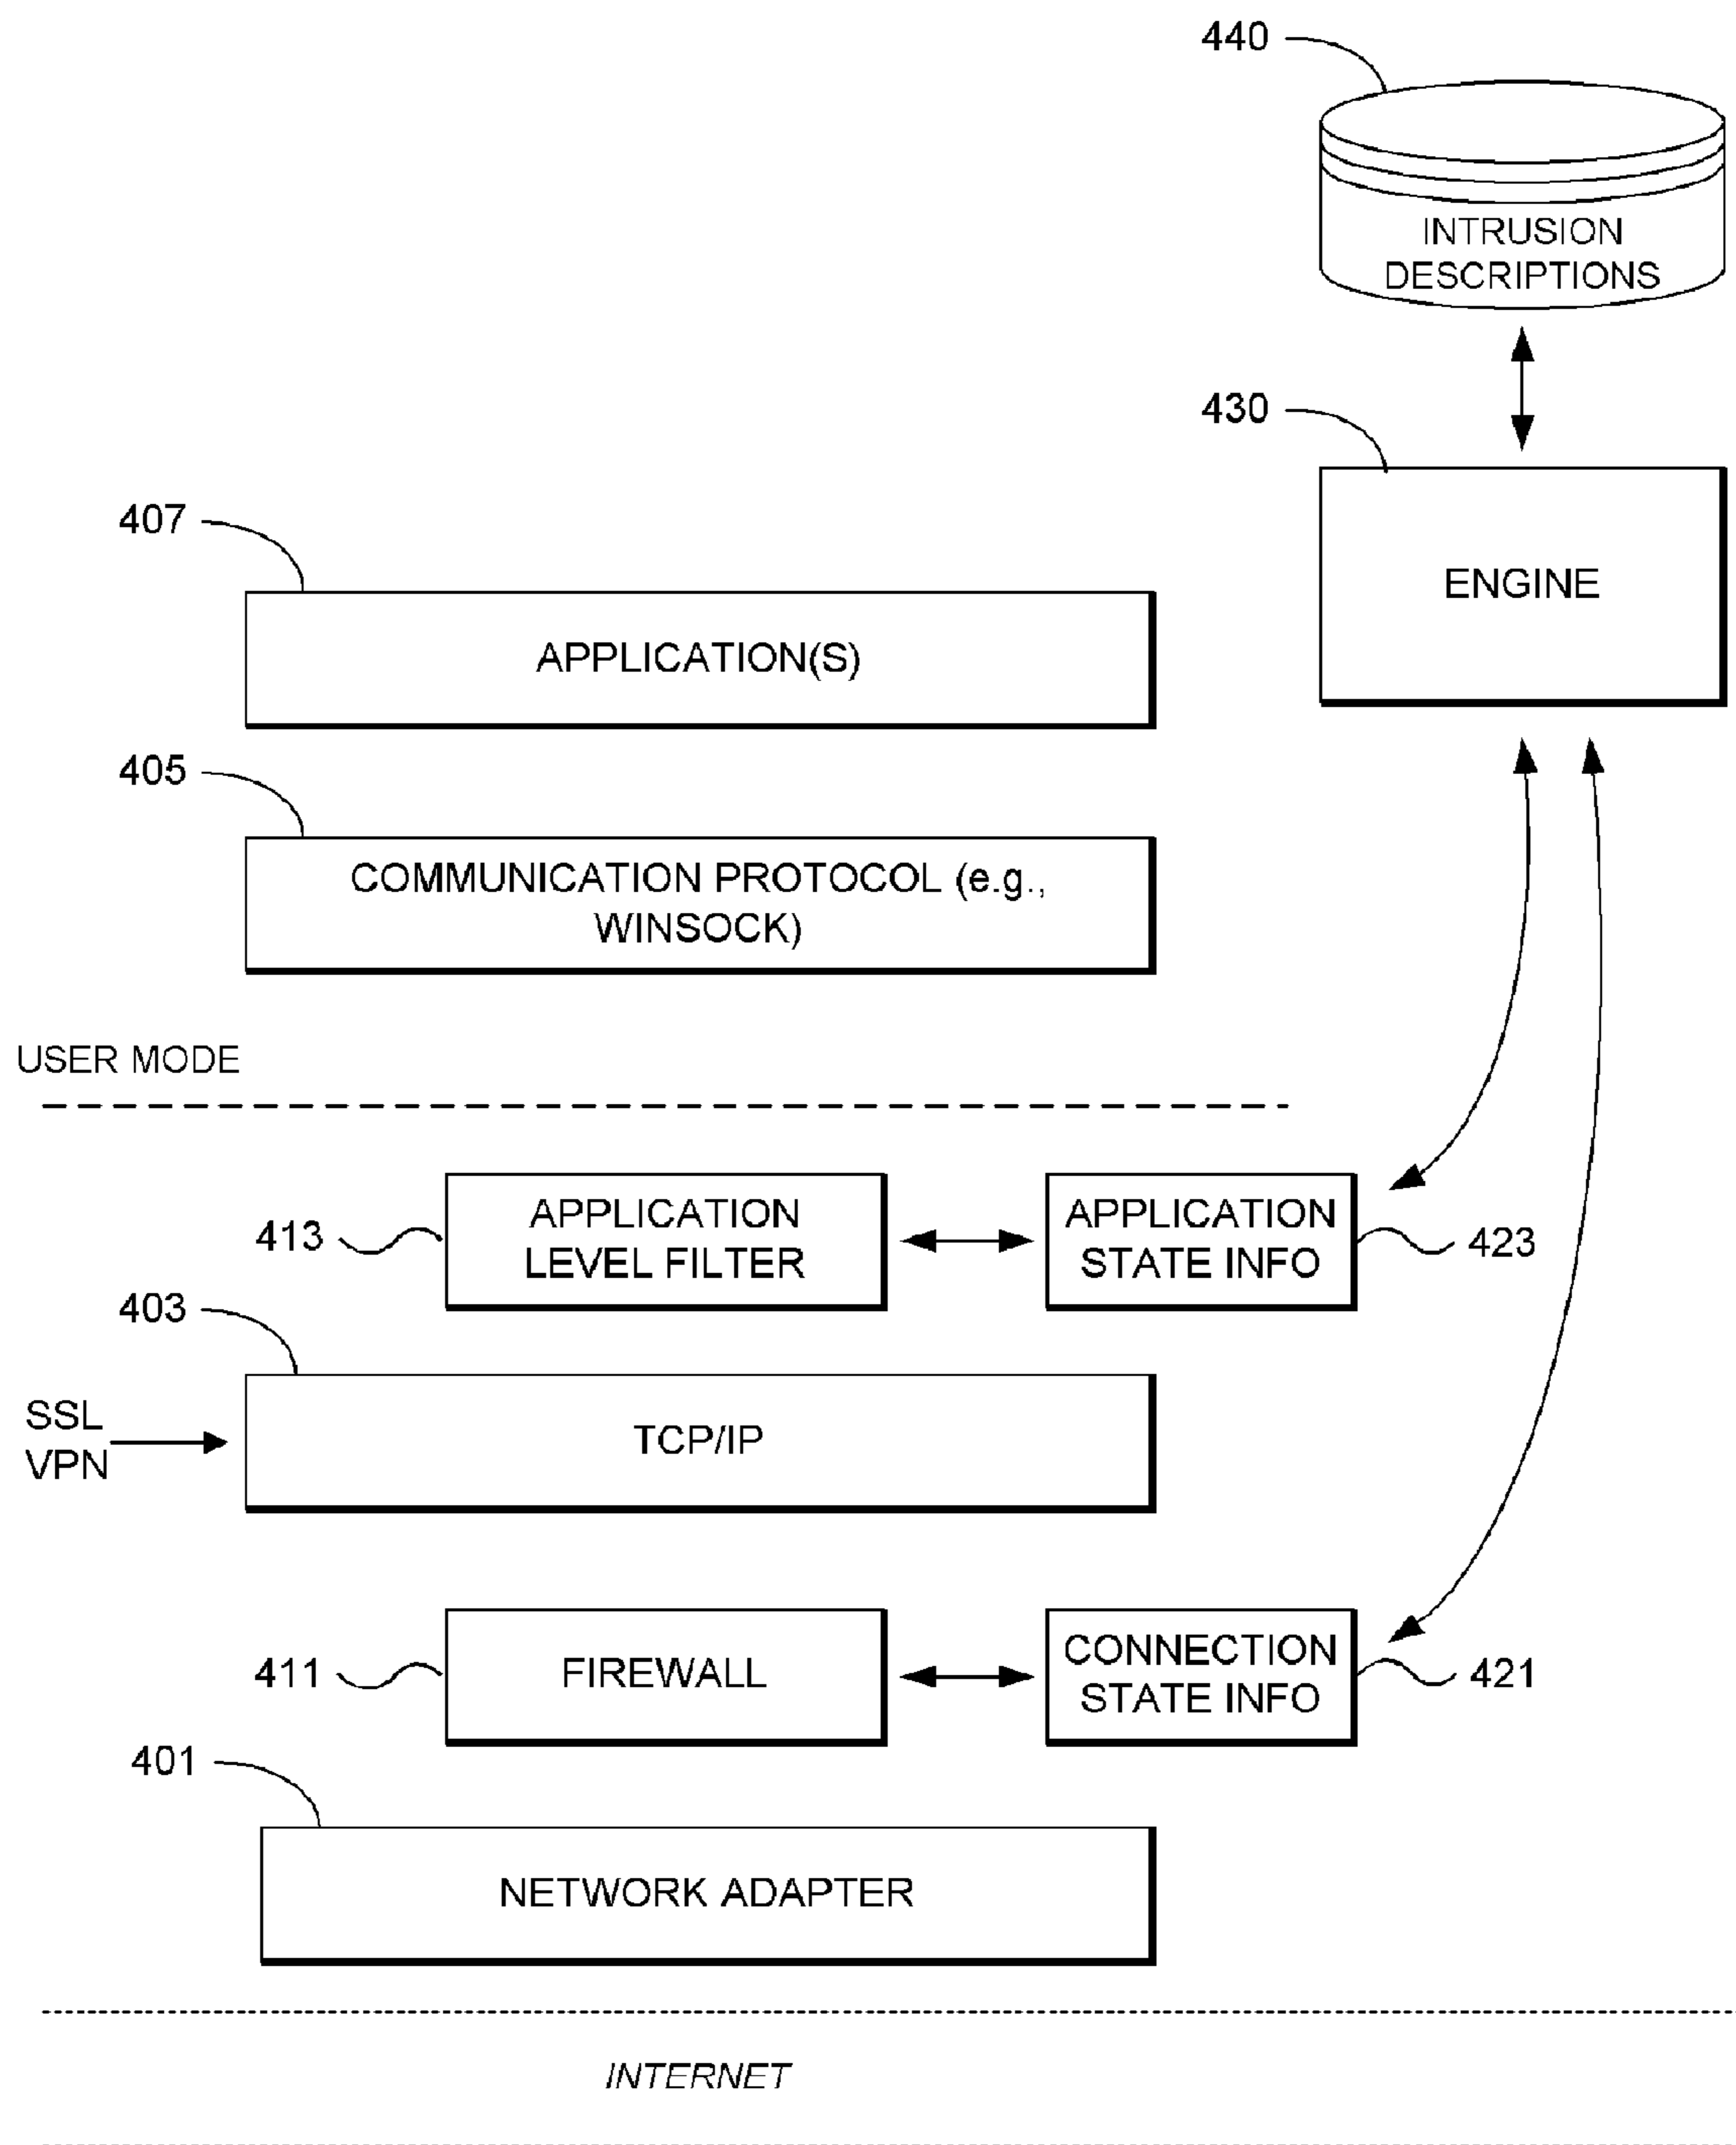 440
INTRUSION
DESCRIPTIONS
430
ENGINE
407
APPLICATION(S)
405
COMMUNICATION PROTOCOL (e.g.,
WINSOCK)
USER MODE
413
APPLICATION
LEVEL FILTER
APPLICATION
STATE INFO
423
403
SSL
VPN
TCP/IP
411
FIREWALL
CONNECTION
STATE INFO
421
401
NETWORK ADAPTER
INTERNET